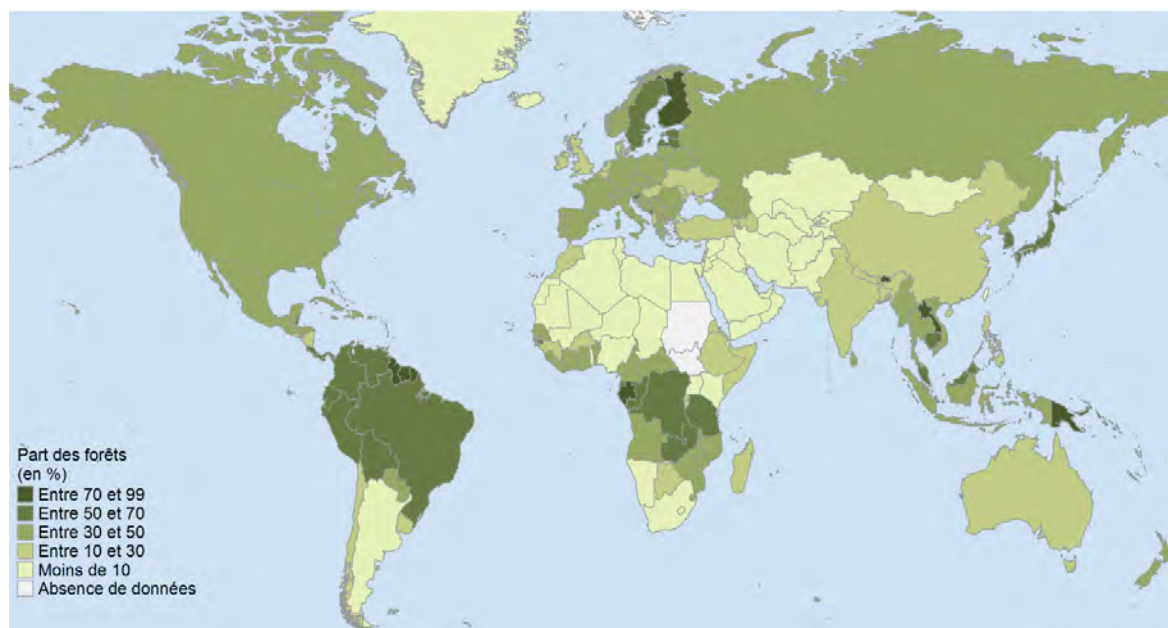 Part des forêts
(en %)
Entre 70 et 99
Entre 50 et 70
Entre 30 et 50
Entre 10 et 30
Moins de 10
Absence de données